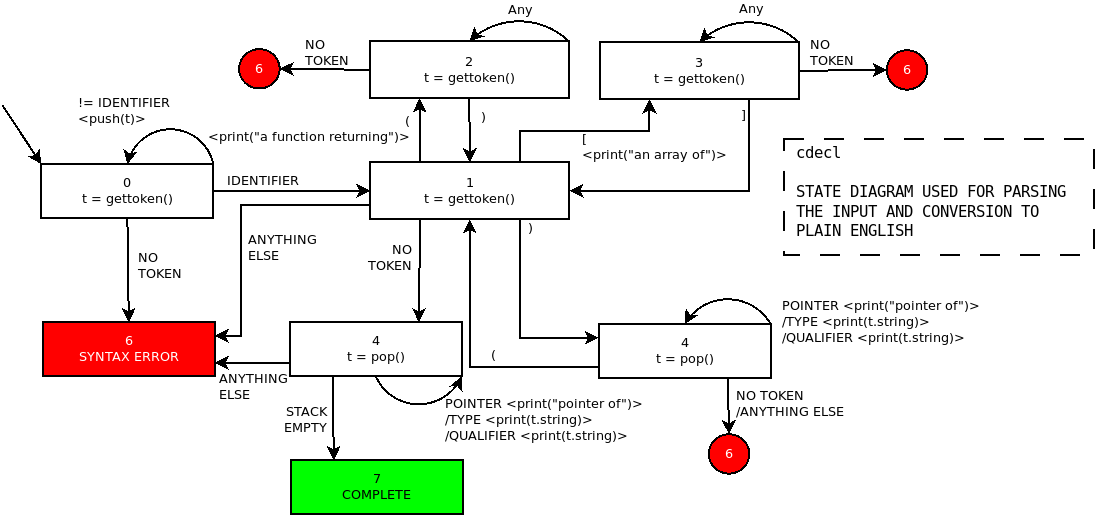 Any
Any
NO
TOKEN
6
2
t = gettoken()
3
t = gettoken()
NO
TOKEN
6
!= IDENTIFIER
<push(t)>
(
<print("a function returning")>
)
[
<print("an array of")>
]
0
t = gettoken()
IDENTIFIER
1
t = gettoken()
cdecl
STATE DIAGRAM USED FOR PARSING
THE INPUT AND CONVERSION TO
PLAIN ENGLISH
NO
TOKEN
ANYTHING
ELSE
NO
TOKEN
)
6
SYNTAX ERROR
4
t = pop()
(
4
t = pop()
POINTER <print("pointer of")>
/TYPE <print(t.string)>
/QUALIFIER <print(t.string)>
ANYTHING
ELSE
STACK
EMPTY
POINTER <print("pointer of")>
/TYPE <print(t.string)>
/QUALIFIER <print(t.string)>
NO TOKEN
/ANYTHING ELSE
6
7
COMPLETE